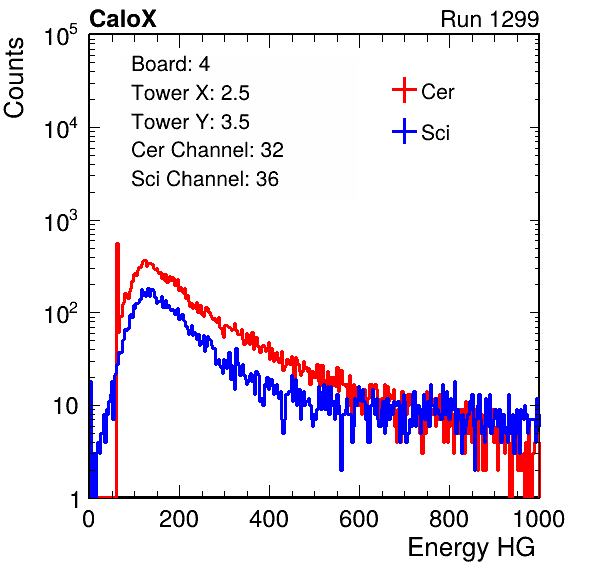 CaloX Run 1299
Counts
Board: 4
Tower X: 2.5
Tower Y: 3.5
Cer Channel: 32
Sci Channel: 36
Cer
Sci
10^5
10^4
10^3
10^2
10
1
0 200 400 600 800 1000
Energy HG